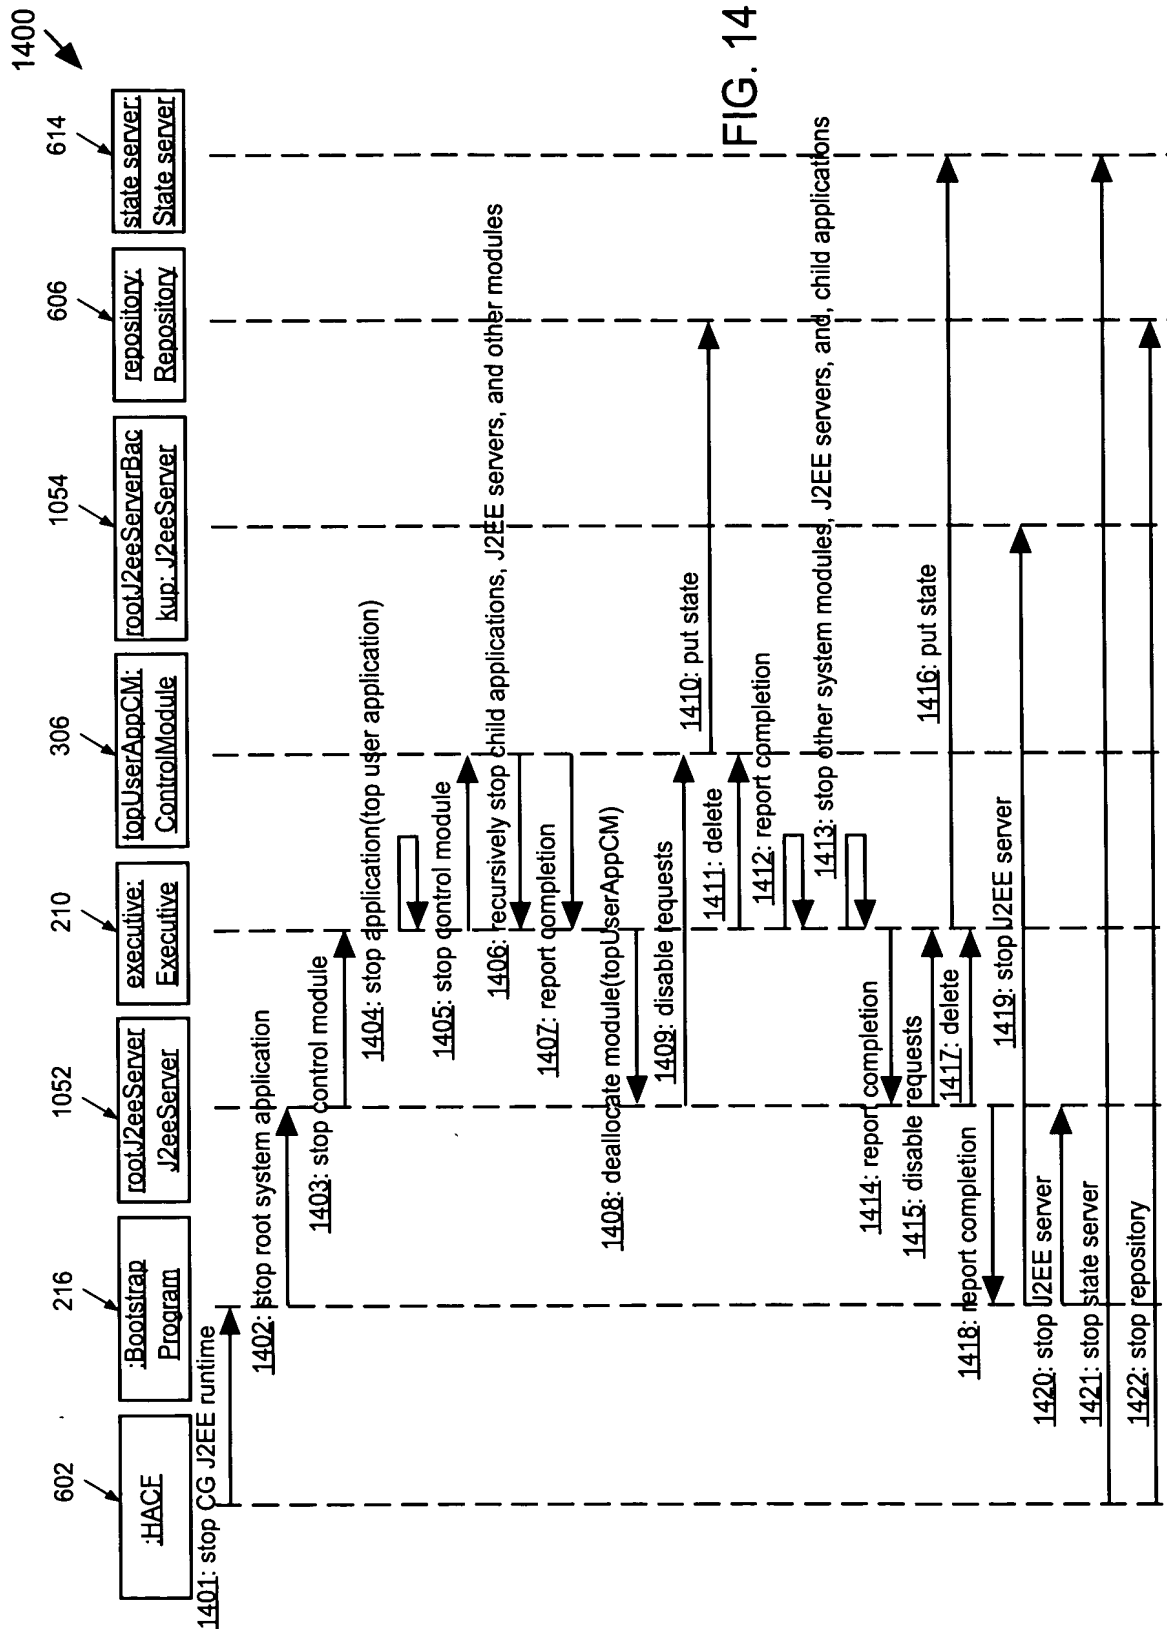 1400
602
216
1052
210
306
1054
606
614
:HACE
:Bootstrap
Program
rootJ2eeServer
J2eeServer
executive:
Executive
topUserAppCM:
ControlModule
rootJ2eeServerBac
kup: J2eeServer
repository:
Repository
state server:
State server
1401: stop CG J2EE runtime
1402: stop root system application
1403: stop control module
1404: stop application(top user application)
1405: stop control module
1406: recursively stop child applications, J2EE servers, and other modules
1407: report completion
1408: deallocate module(topUserAppCM)
1409: disable requests
1410: put state
1411: delete
1412: report completion
1413: stop other system modules, J2EE servers, and, child applications
1414: report completion
1415: disable requests
1416: put state
1417: delete
1418: report completion
1419: stop J2EE server
1420: stop J2EE server
1421: stop state server
1422: stop repository
FIG. 14